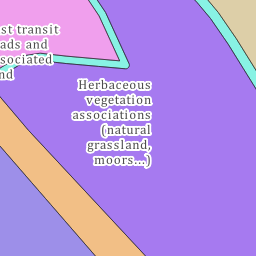 st transit
ads and
sociated
nd
Herbaceous
vegetation
associations
(natural
grassland,
moors...)